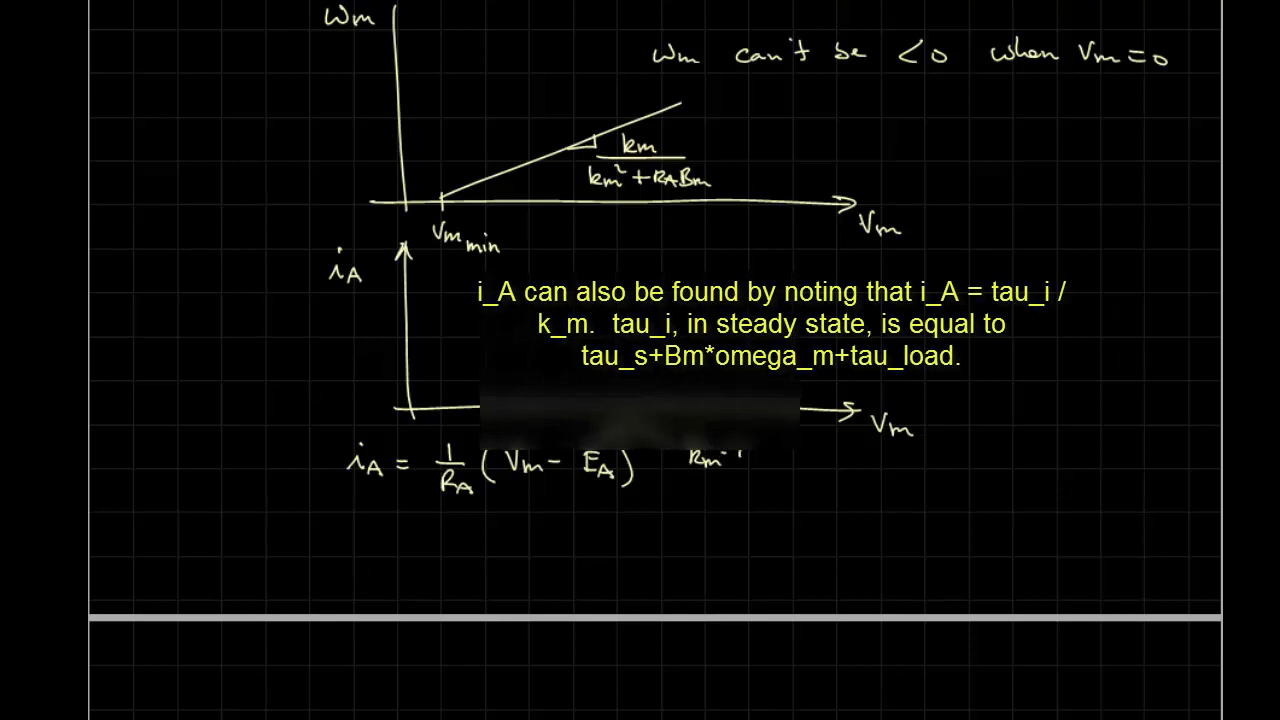 ωm
ωm can't be <0 when Vm=0
km
km²+RABm
Vm
Vm min
iA
i_A can also be found by noting that i_A = tau_i /
k_m. tau_i, in steady state, is equal to
tau_s+Bm*omega_m+tau_load.
Vm
iA = 1/RA (Vm- EA)